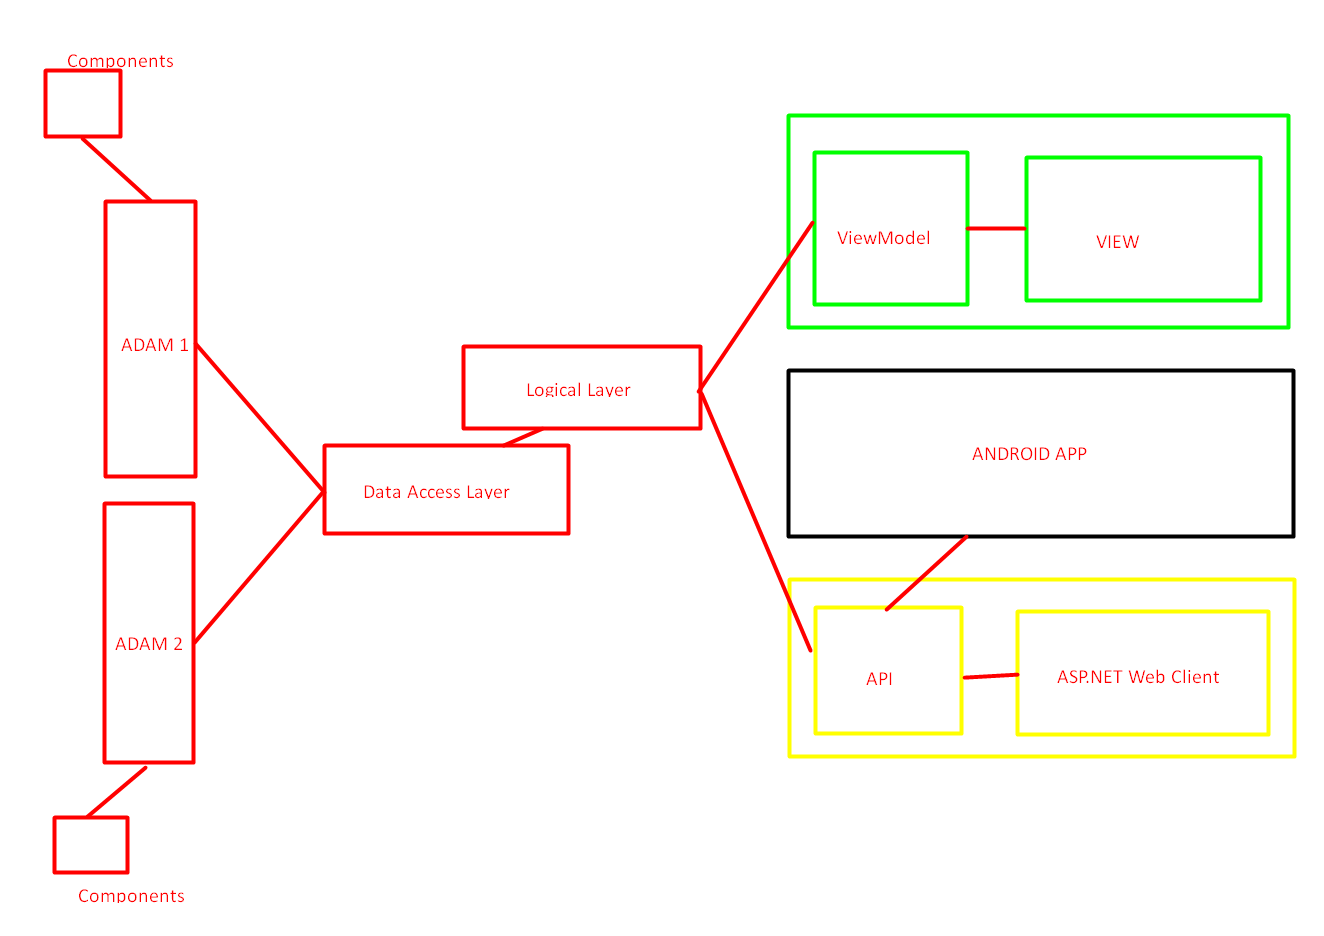 Components
ADAM 1
ADAM 2
Components
Data Access Layer
Logical Layer
ViewModel
VIEW
ANDROID APP
API
ASP.NET Web Client